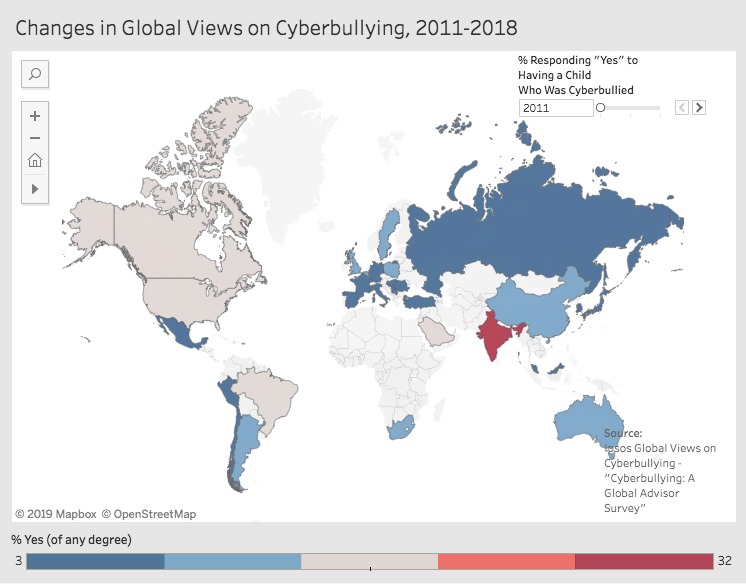 Changes in Global Views on Cyberbullying, 2011-2018
% Responding "Yes" to
Having a Child
Who Was Cyberbullied
2011
Source:
Ipsos Global Views on
Cyberbullying -
"Cyberbullying: A
Global Advisor
Survey"
© 2019 Mapbox © OpenStreetMap
% Yes (of any degree)
3
32